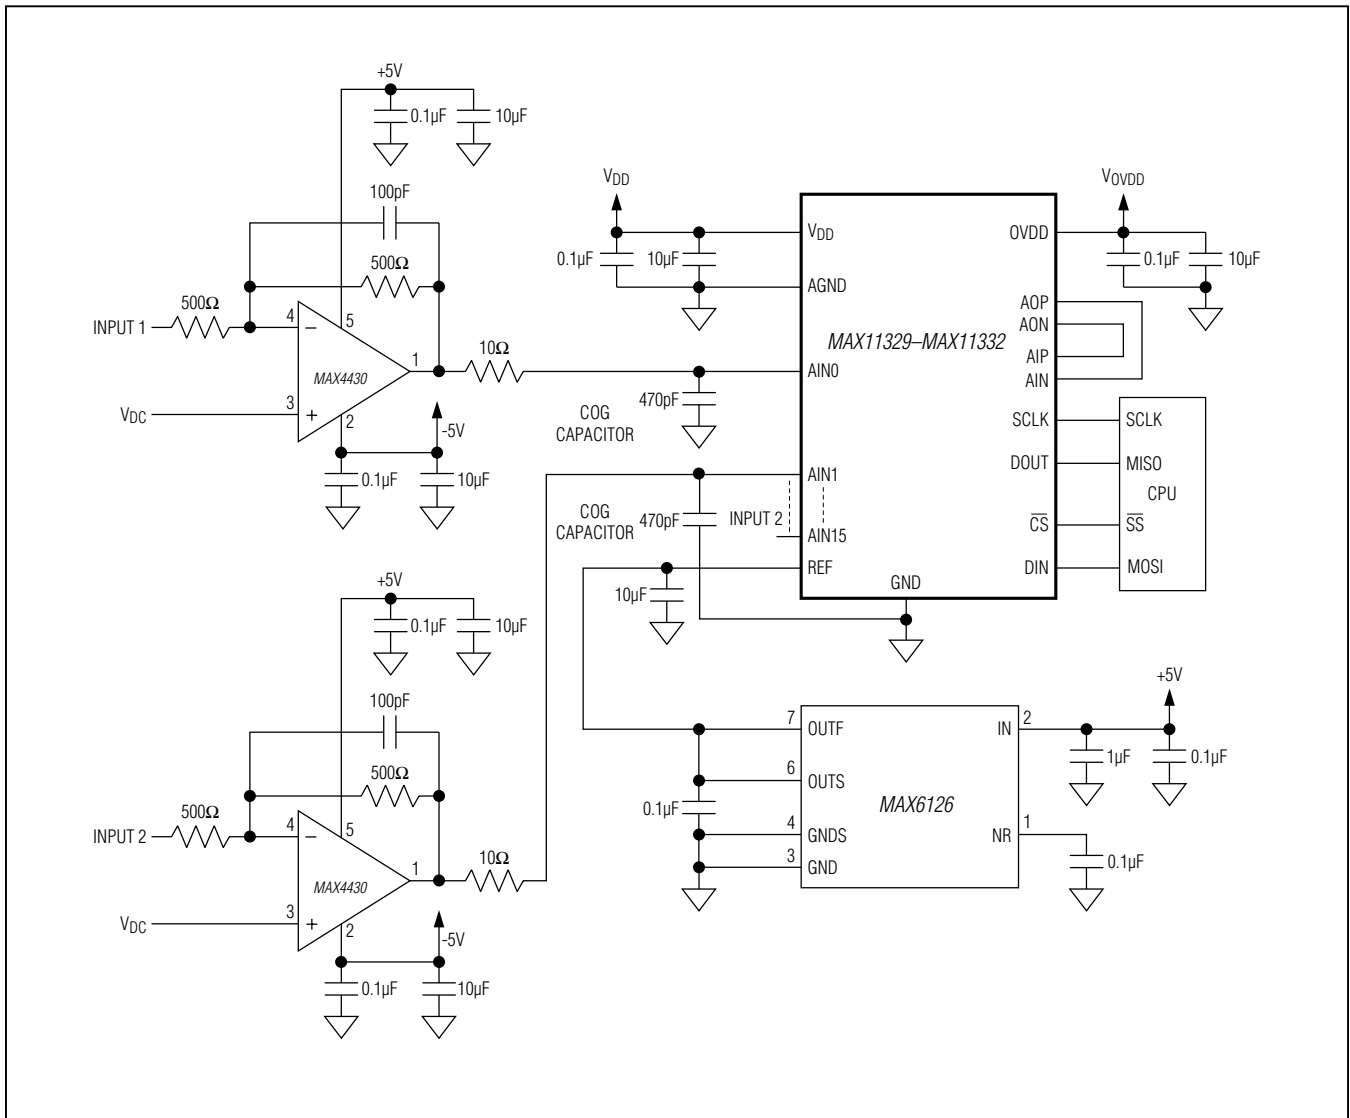 +5V
0.1µF
10µF
100pF
500Ω
500Ω
INPUT 1
4
−
5
1
MAX4430
3
+
2
VDC
10Ω
-5V
0.1µF
10µF
COG
CAPACITOR
470pF
COG
CAPACITOR
470pF
INPUT 2
VDD
0.1µF
10µF
VDD
AGND
AIN0
AIN1
AIN15
REF
GND
MAX11329–MAX11332
OVDD
AOP
AON
AIP
AIN
SCLK
DOUT
CS
DIN
VOVDD
0.1µF
10µF
SCLK
MISO
CPU
SS
MOSI
10µF
+5V
0.1µF
10µF
100pF
500Ω
500Ω
INPUT 2
4
−
5
1
MAX4430
3
+
2
VDC
10Ω
-5V
0.1µF
10µF
0.1µF
7
OUTF
6
OUTS
4
GNDS
3
GND
MAX6126
IN
2
NR
1
+5V
1µF
0.1µF
0.1µF